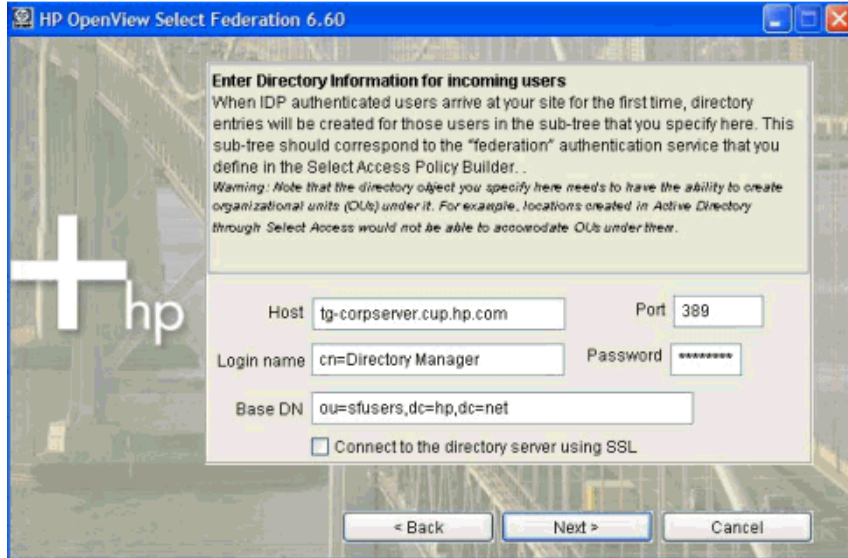 HP OpenView Select Federation 6.60
Enter Directory Information for incoming users
When IDP authenticated users arrive at your site for the first time, directory
entries will be created for those users in the sub-tree that you specify here. This
sub-tree should correspond to the "federation" authentication service that you
define in the Select Access Policy Builder. .
Warning: Note that the directory object you specify here needs to have the ability to create
organizational units (OUs) under it. For example, locations created in Active Directory
through Select Access would not be able to accomodate OUs under them.
hp
Host tg-corpserver.cup.hp.com Port 389
Login name cn=Directory Manager Password ********
Base DN ou=sfusers,dc=hp,dc=net
Connect to the directory server using SSL
< Back Next > Cancel